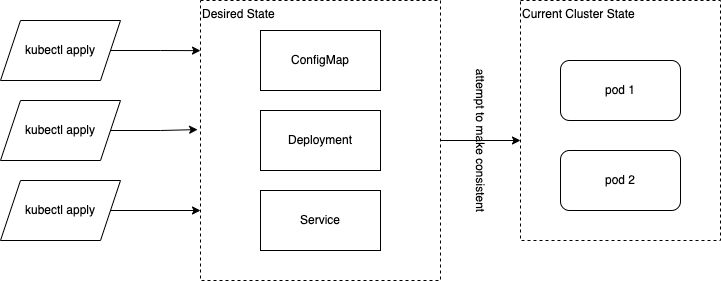 Desired State
Current Cluster State
kubectl apply
ConfigMap
kubectl apply
Deployment
kubectl apply
Service
attempt to make consistent
pod 1
pod 2